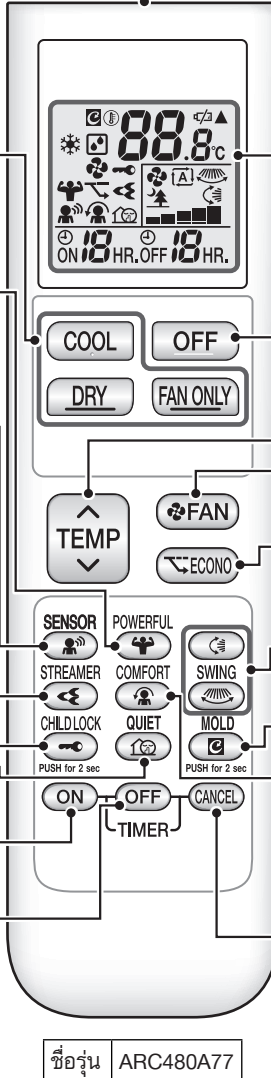 88.8°C
A
ON 18 HR. OFF 18 HR.
COOL OFF
DRY FAN ONLY
TEMP FAN
ECONO
SENSOR POWERFUL
STREAMER COMFORT SWING
CHILD LOCK QUIET MOLD
PUSH for 2 sec PUSH for 2 sec
ON OFF CANCEL
TIMER
ชื่อรุ่น ARC480A77